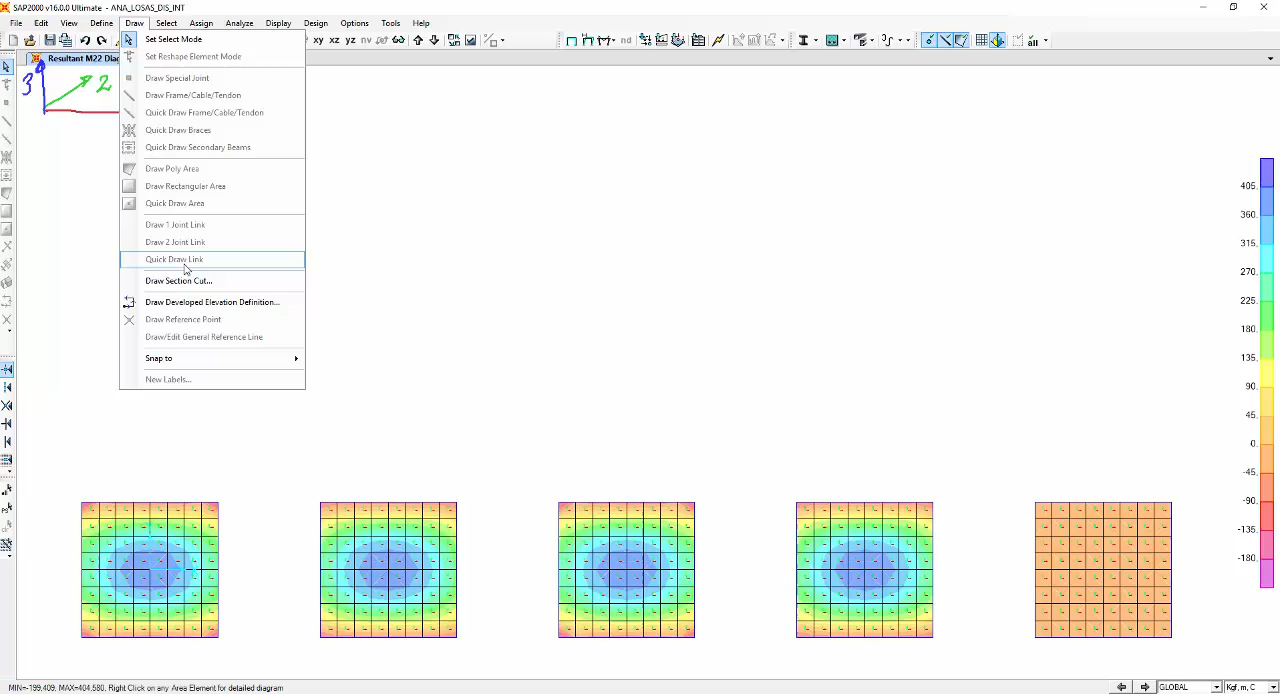 SAP2000 v16.0.0 Ultimate - ANA_LOSAS_DIS_INT
File Edit View Define Draw Select Assign Analyze Display Design Options Tools Help
xy xz yz nv nd all
Resultant M22 Diag
3
2
Set Select Mode
Set Reshape Element Mode
Draw Special Joint
Draw Frame/Cable/Tendon
Quick Draw Frame/Cable/Tendon
Quick Draw Braces
Quick Draw Secondary Beams
Draw Poly Area
Draw Rectangular Area
Quick Draw Area
Draw 1 Joint Link
Draw 2 Joint Link
Quick Draw Link
Draw Section Cut...
Draw Developed Elevation Definition...
Draw Reference Point
Draw/Edit General Reference Line
Snap to
New Labels...
405.
360.
315.
270.
225.
180.
135.
90.
45.
0.
-45.
-90.
-135.
-180.
MIN=-199.409, MAX=404.580, Right Click on any Area Element for detailed diagram
GLOBAL
Kgf, m, C